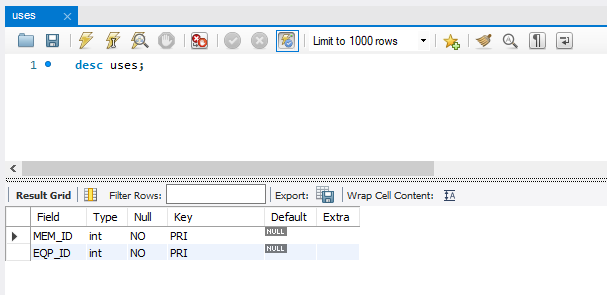 uses
Limit to 1000 rows
1 desc uses;
Result Grid Filter Rows: Export: Wrap Cell Content:
Field Type Null Key Default Extra
MEM_ID int NO PRI NULL
EQP_ID int NO PRI NULL